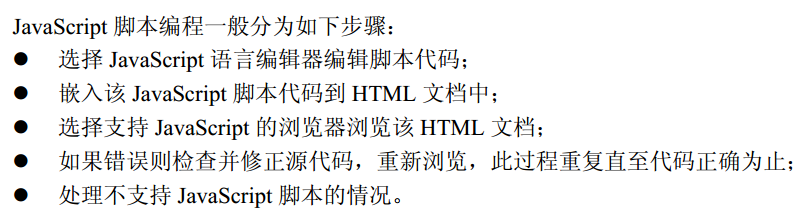 JavaScript 脚本编程一般分为如下步骤：
● 选择 JavaScript 语言编辑器编辑脚本代码；
● 嵌入该 JavaScript 脚本代码到 HTML 文档中；
● 选择支持 JavaScript 的浏览器浏览该 HTML 文档；
● 如果错误则检查并修正源代码，重新浏览，此过程重复直至代码正确为止；
● 处理不支持 JavaScript 脚本的情况。